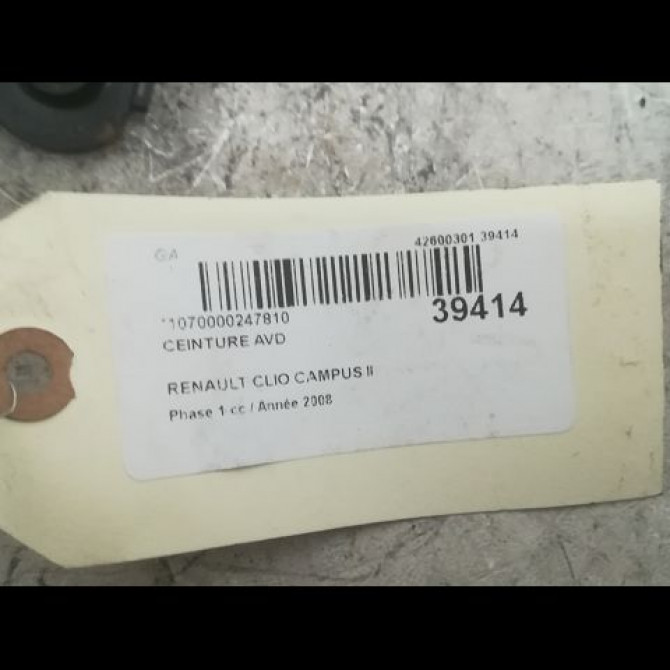 GA
42600301 39414
*1070000247810
39414
CEINTURE AVD
RENAULT CLIO CAMPUS II
Phase 1 cc / Année 2008